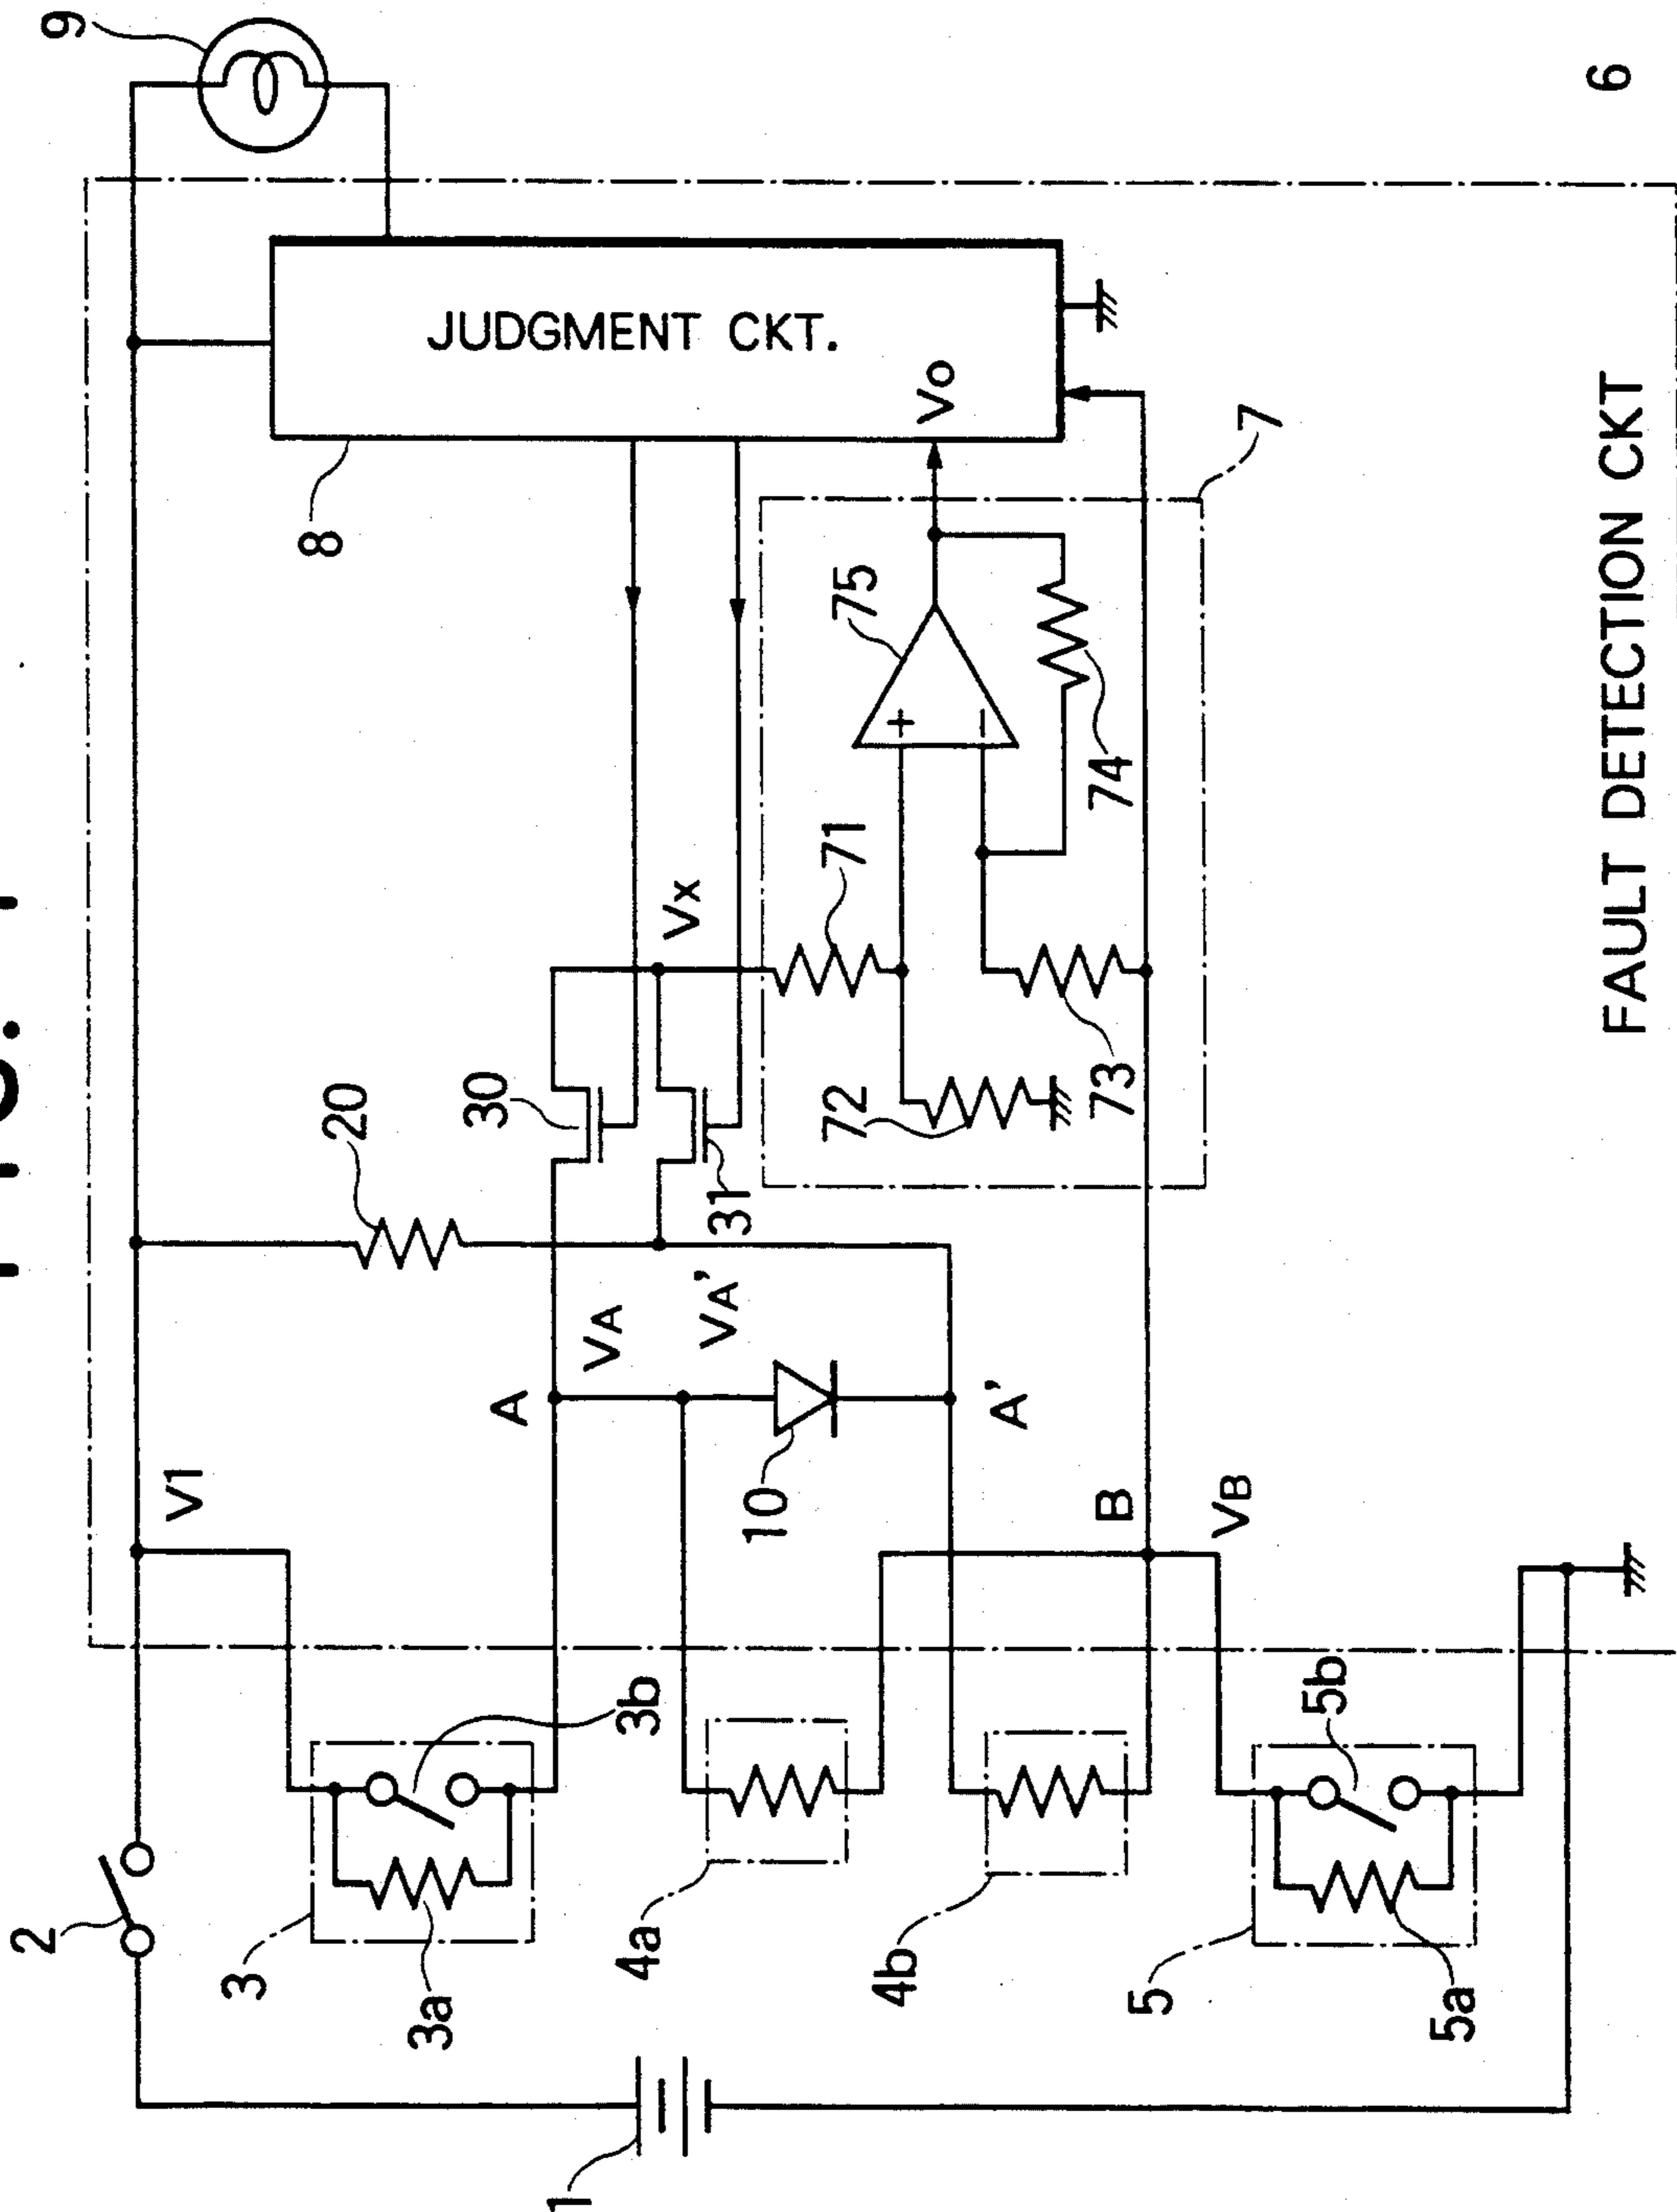 9
2
V1
20
8
JUDGMENT CKT.
3
3a
3b
A
VA
VA'
30
31
Vx
4a
10
71
75
Vo
1
4b
A'
72
73
74
7
5
5a
5b
B
VB
FAULT DETECTION CKT
6